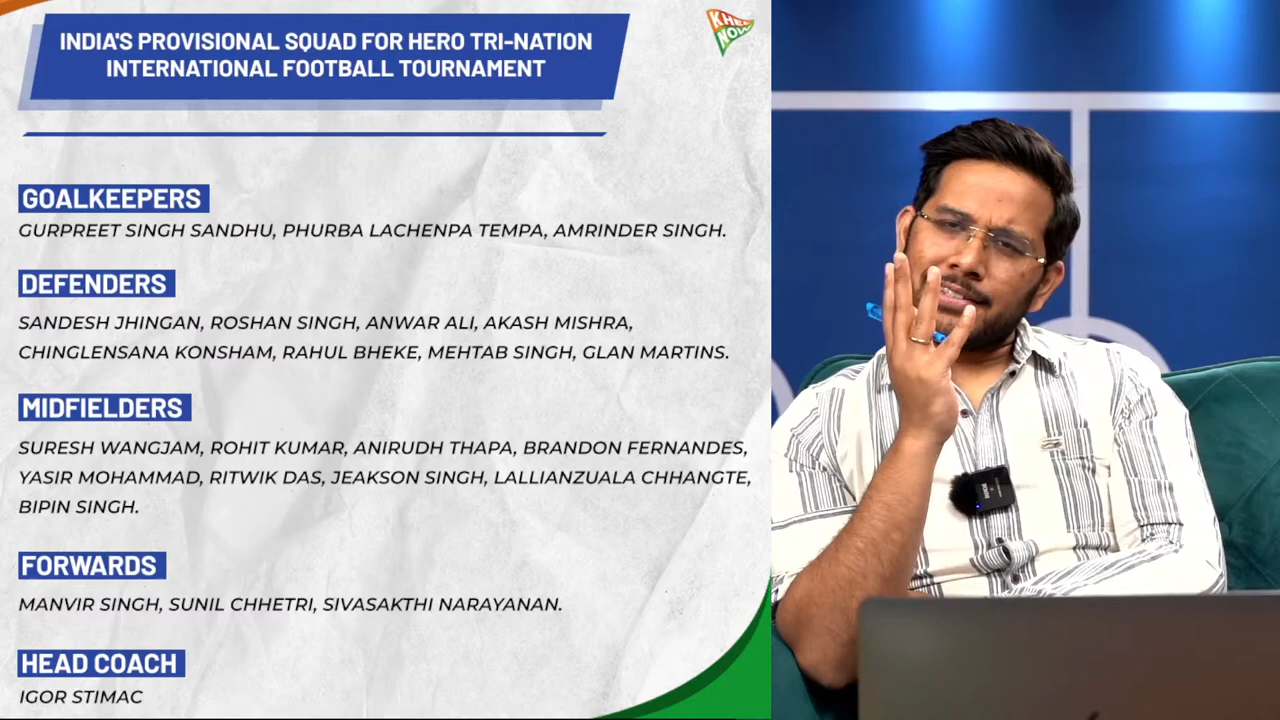 INDIA'S PROVISIONAL SQUAD FOR HERO TRI-NATION
INTERNATIONAL FOOTBALL TOURNAMENT
KHEL
NOW
GOALKEEPERS
GURPREET SINGH SANDHU, PHURBA LACHENPA TEMPA, AMRINDER SINGH.
DEFENDERS
SANDESH JHINGAN, ROSHAN SINGH, ANWAR ALI, AKASH MISHRA,
CHINGLENSANA KONSHAM, RAHUL BHEKE, MEHTAB SINGH, GLAN MARTINS.
MIDFIELDERS
SURESH WANGJAM, ROHIT KUMAR, ANIRUDH THAPA, BRANDON FERNANDES,
YASIR MOHAMMAD, RITWIK DAS, JEAKSON SINGH, LALLIANZUALA CHHANGTE,
BIPIN SINGH.
FORWARDS
MANVIR SINGH, SUNIL CHHETRI, SIVASAKTHI NARAYANAN.
HEAD COACH
IGOR STIMAC